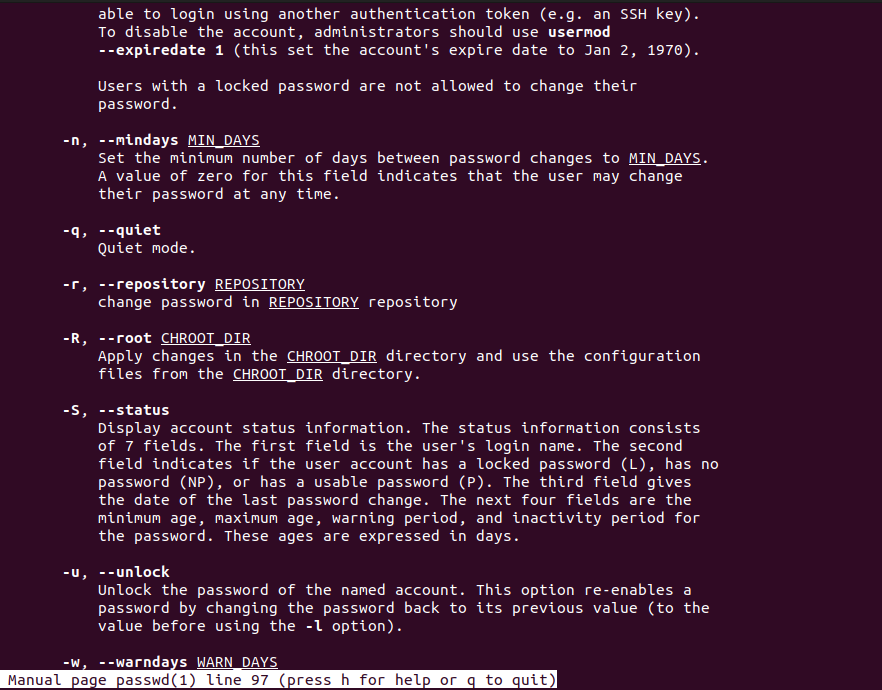 able to login using another authentication token (e.g. an SSH key).
To disable the account, administrators should use usermod
--expiredate 1 (this set the account's expire date to Jan 2, 1970).
Users with a locked password are not allowed to change their
password.
-n, --mindays MIN_DAYS
Set the minimum number of days between password changes to MIN_DAYS.
A value of zero for this field indicates that the user may change
their password at any time.
-q, --quiet
Quiet mode.
-r, --repository REPOSITORY
change password in REPOSITORY repository
-R, --root CHROOT_DIR
Apply changes in the CHROOT_DIR directory and use the configuration
files from the CHROOT_DIR directory.
-S, --status
Display account status information. The status information consists
of 7 fields. The first field is the user's login name. The second
field indicates if the user account has a locked password (L), has no
password (NP), or has a usable password (P). The third field gives
the date of the last password change. The next four fields are the
minimum age, maximum age, warning period, and inactivity period for
the password. These ages are expressed in days.
-u, --unlock
Unlock the password of the named account. This option re-enables a
password by changing the password back to its previous value (to the
value before using the -l option).
-w, --warndays WARN_DAYS
Manual page passwd(1) line 97 (press h for help or q to quit)